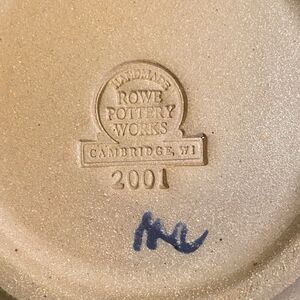 HANDMADE
ROWE
POTTERY
WORKS
CAMBRIDGE, WI
2001